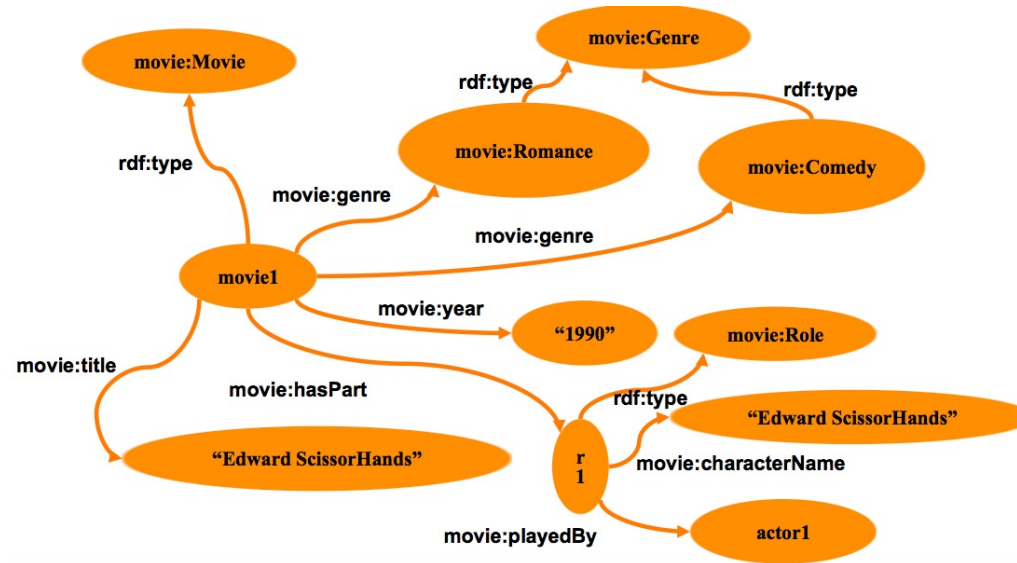 movie:Genre
movie:Movie
rdf:type
rdf:type
movie:Romance
movie:Comedy
rdf:type
movie:genre
movie:genre
movie1
movie:year
“1990”
movie:Role
movie:title
movie:hasPart
rdf:type
“Edward ScissorHands”
“Edward ScissorHands”
r
1
movie:characterName
movie:playedBy
actor1